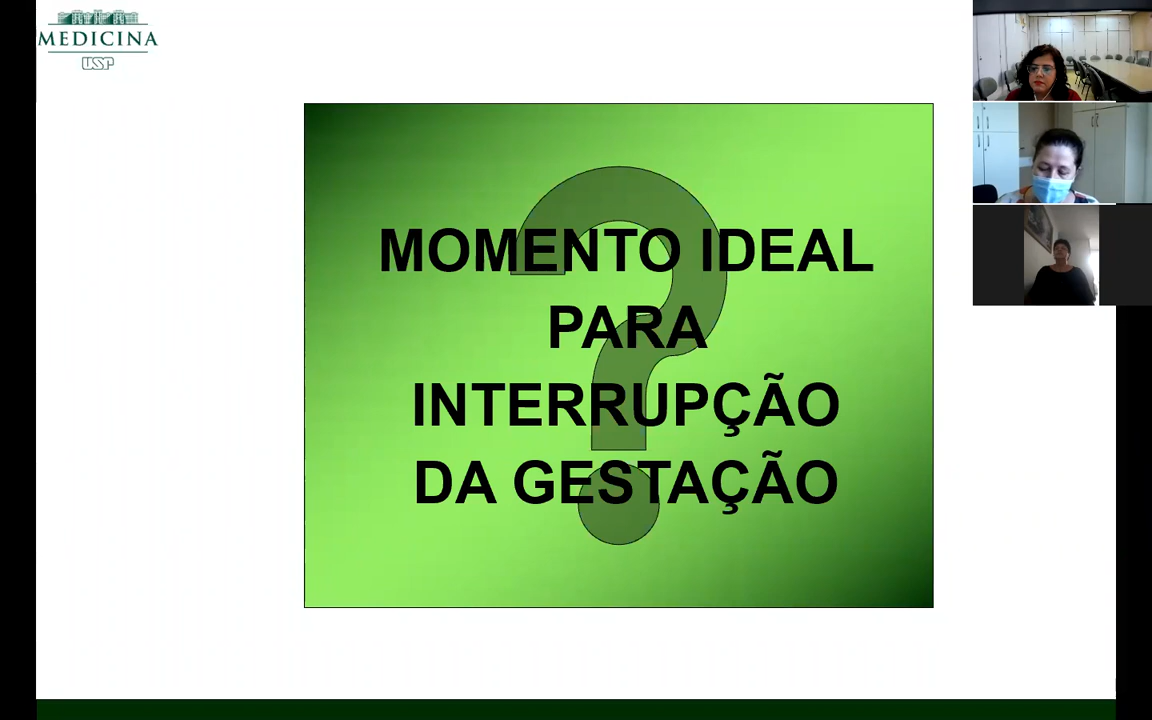 MEDICINA
USP
MOMENTO IDEAL
PARA
INTERRUPÇÃO
DA GESTAÇÃO